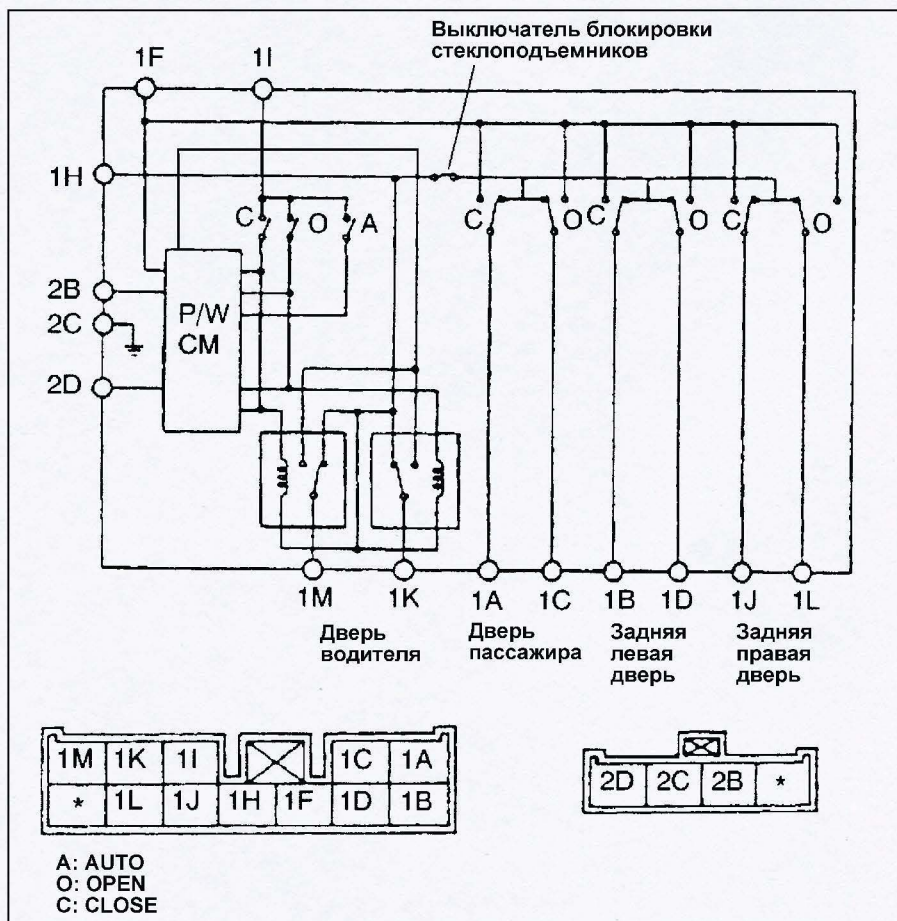 Выключатель блокировки
стеклоподъемников
1F 1I
1H
C O A C O C O C O
2B
2C
2D
P/W
CM
1M 1K 1A 1C 1B 1D 1J 1L
Дверь
водителя
Дверь
пассажира
Задняя
левая
дверь
Задняя
правая
дверь
1M 1K 1I 1C 1A
* 1L 1J 1H 1F 1D 1B
2D 2C 2B *
A: AUTO
O: OPEN
C: CLOSE